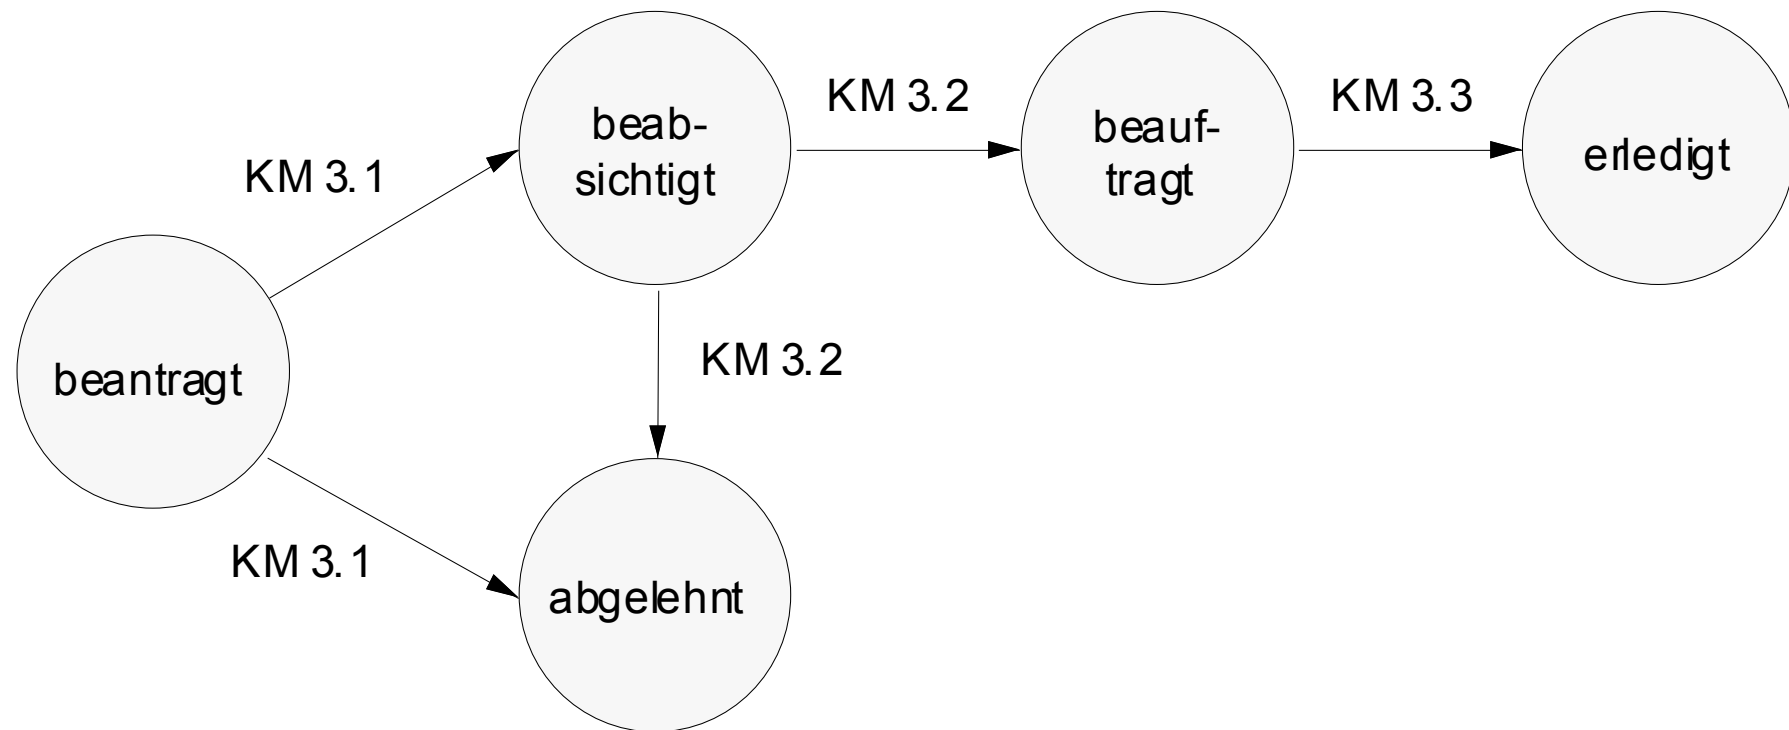 beab-
sichtigt
KM 3.2
beauf-
tragt
KM 3.3
erledigt
KM 3.1
beantragt
KM 3.2
KM 3.1
abgelehnt